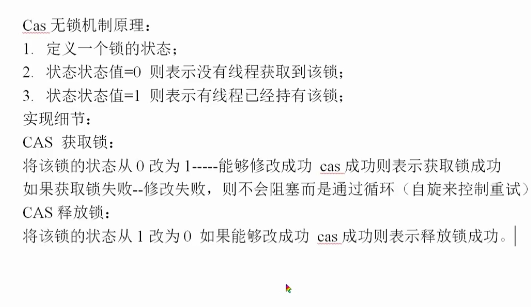 Cas 无锁机制原理：
1. 定义一个锁的状态；
2. 状态状态值=0 则表示没有线程获取到该锁；
3. 状态状态值=1 则表示有线程已经持有该锁；
实现细节：
CAS 获取锁：
将该锁的状态从 0 改为 1-----能够修改成功 cas 成功则表示获取锁成功
如果获取锁失败--修改失败，则不会阻塞而是通过循环（自旋来控制重试）
CAS 释放锁：
将该锁的状态从 1 改为 0 如果能够改成功 cas 成功则表示释放锁成功。